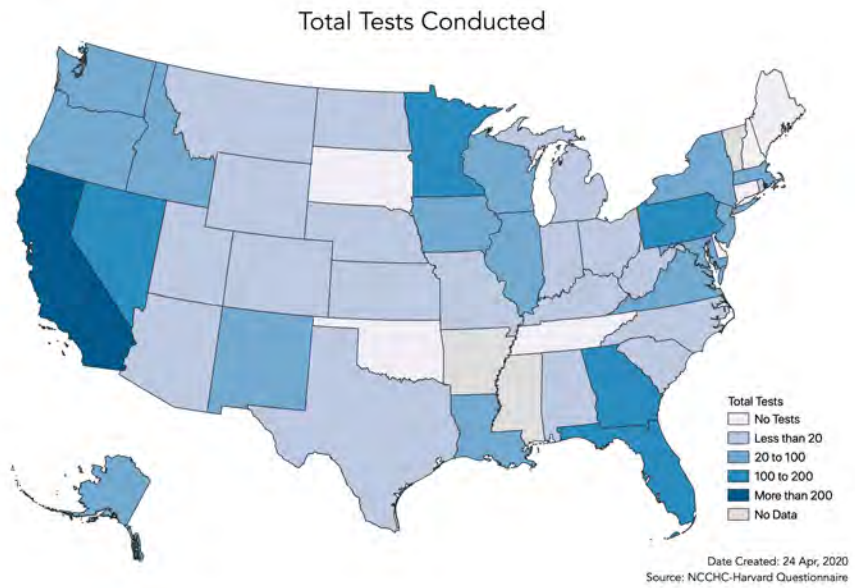 Total Tests Conducted
Total Tests
No Tests
Less than 20
20 to 100
100 to 200
More than 200
No Data
Date Created: 24 Apr, 2020
Source: NCCHC-Harvard Questionnaire